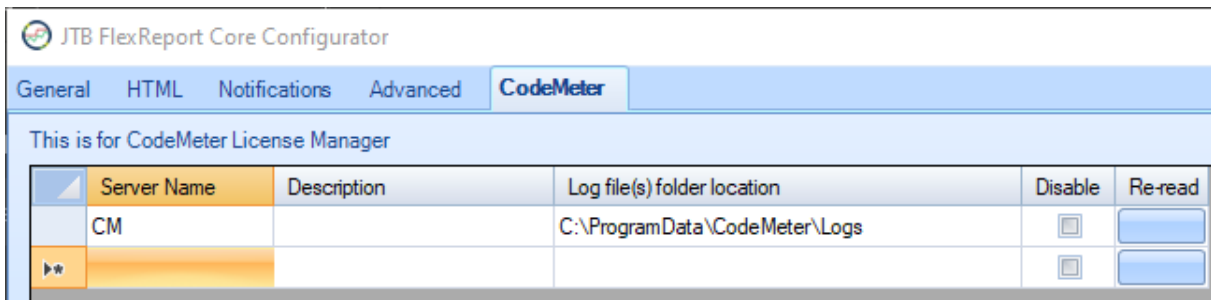 JTB FlexReport Core Configurator
General HTML Notifications Advanced CodeMeter
This is for CodeMeter License Manager
Server Name Description Log file(s) folder location Disable Re-read
CM C:\ProgramData\CodeMeter\Logs